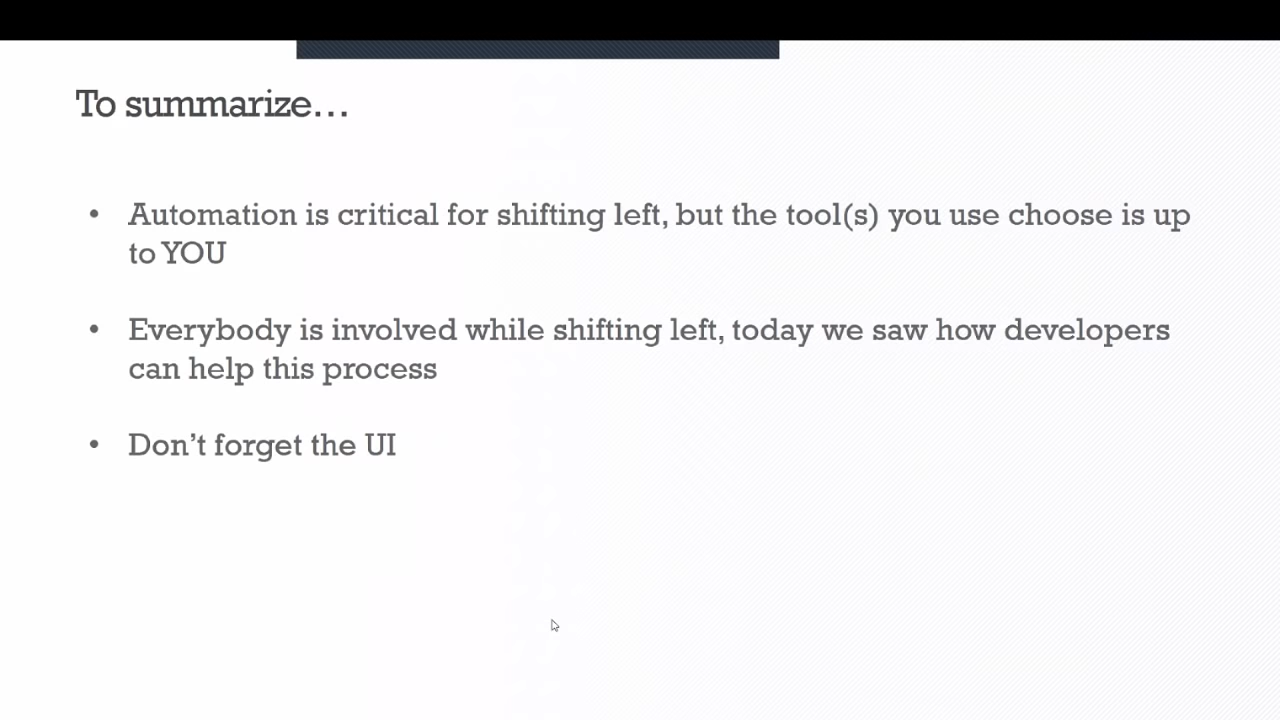 To summarize…
• Automation is critical for shifting left, but the tool(s) you use choose is up
to YOU
• Everybody is involved while shifting left, today we saw how developers
can help this process
• Don’t forget the UI